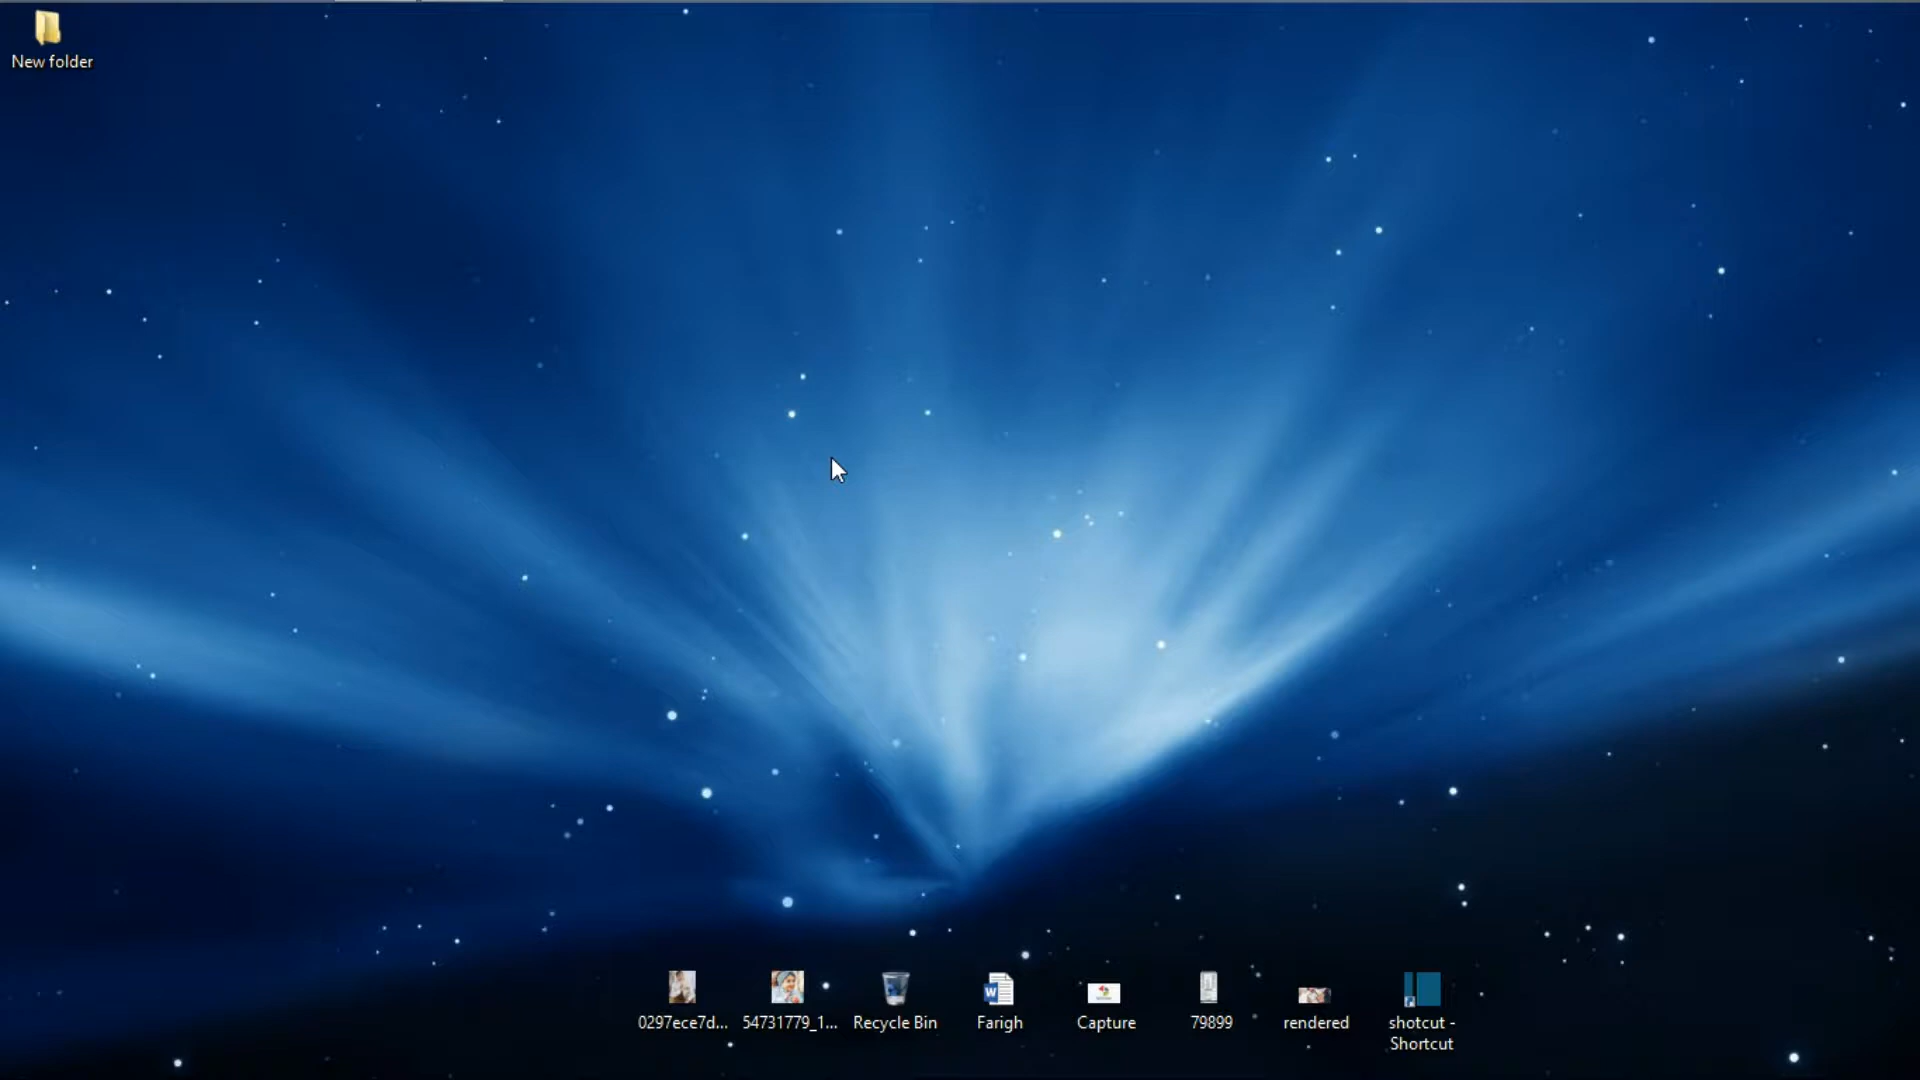 New folder
0297ece7d...
54731779_1...
Recycle Bin
Farigh
Capture
79899
rendered
shotcut -
Shortcut